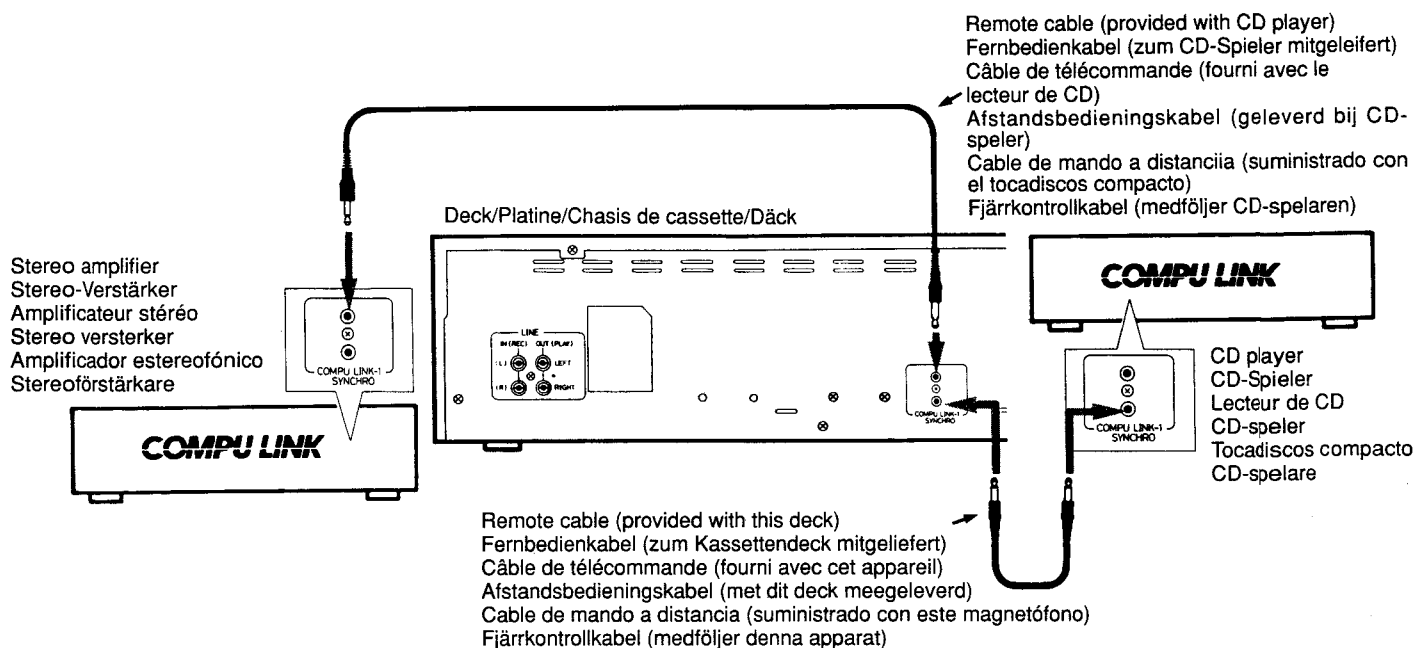 Remote cable (provided with CD player)
Fernbedienkabel (zum CD-Spieler mitgeleifert)
Câble de télécommande (fourni avec le
lecteur de CD)
Afstandsbedieningskabel (geleverd bij CD-
speler)
Cable de mando a distanciia (suministrado con
el tocadiscos compacto)
Fjärrkontrollkabel (medföljer CD-spelaren)
Deck/Platine/Chasis de cassette/Däck
Stereo amplifier
Stereo-Verstärker
Amplificateur stéréo
Stereo versterker
Amplificador estereofónico
Stereoförstärkare
COMPU LINK-1
SYNCHRO
COMPU LINK
LINE
IN (REC) OUT (PLAY)
(L) LEFT
(R) RIGHT
COMPU LINK-1
SYNCHRO
COMPU LINK
COMPU LINK-1
SYNCHRO
CD player
CD-Spieler
Lecteur de CD
CD-speler
Tocadiscos compacto
CD-spelare
Remote cable (provided with this deck)
Fernbedienkabel (zum Kassettendeck mitgeliefert)
Câble de télécommande (fourni avec cet appareil)
Afstandsbedieningskabel (met dit deck meegeleverd)
Cable de mando a distancia (suministrado con este magnetófono)
Fjärrkontrollkabel (medföljer denna apparat)